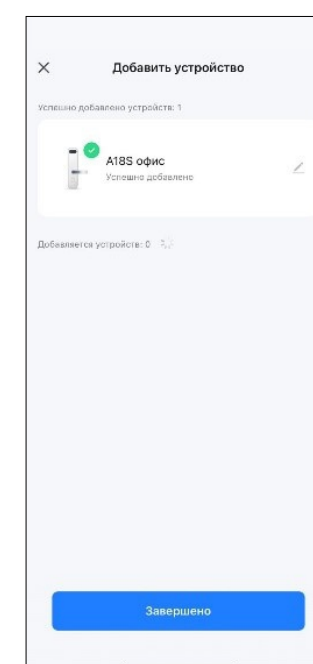 Добавить устройство
Успешно добавлено устройств: 1
A18S офис
Успешно добавлено
Добавляется устройств: 0
Завершено